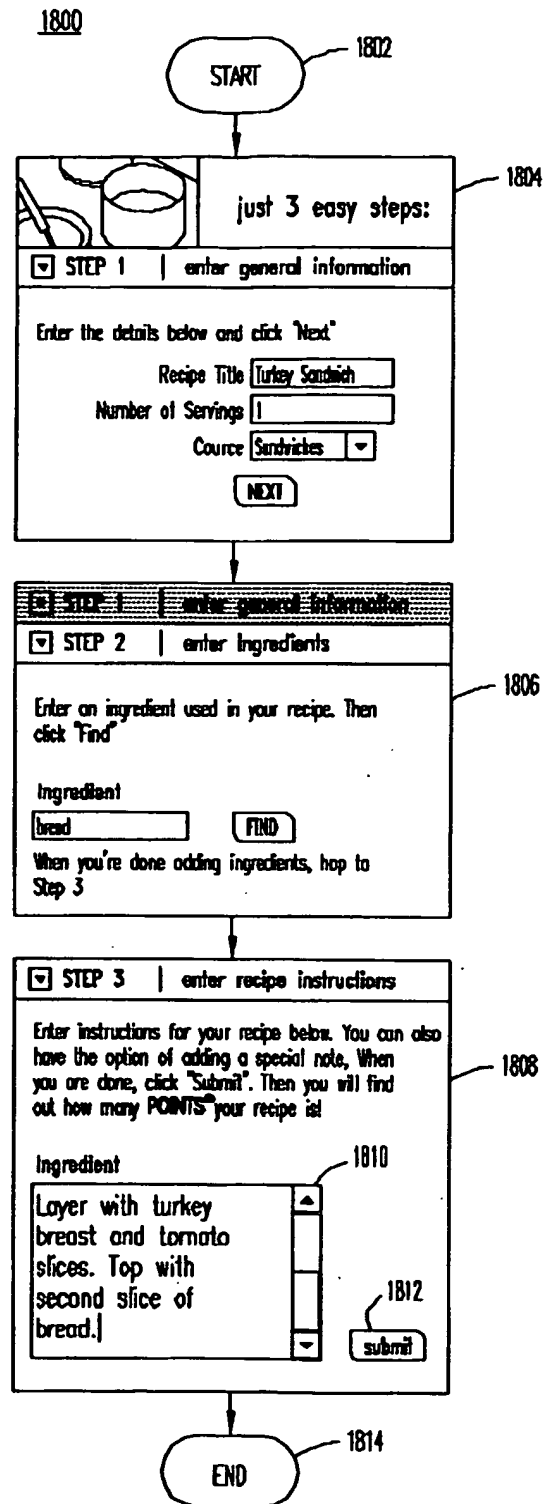 1800
START
1802
just 3 easy steps:
1804
STEP 1 | enter general information
Enter the details below and click "Next"
Recipe Title Turkey Sandwich
Number of Servings 1
Cource Sandwiches
NEXT
STEP 1 | enter general information
STEP 2 | enter Ingredients
1806
Enter an ingredient used in your recipe. Then
click "Find"
Ingredient
bread FIND
When you're done adding ingredients, hop to
Step 3
STEP 3 | enter recipe instructions
Enter instructions for your recipe below. You can also
have the option of adding a special note, When
you are done, click "Submit". Then you will find
out how many POINTS® your recipe is!
1808
Ingredient
1810
Layer with turkey
breast and tomato
slices. Top with
second slice of
bread.
1812
submit
1814
END